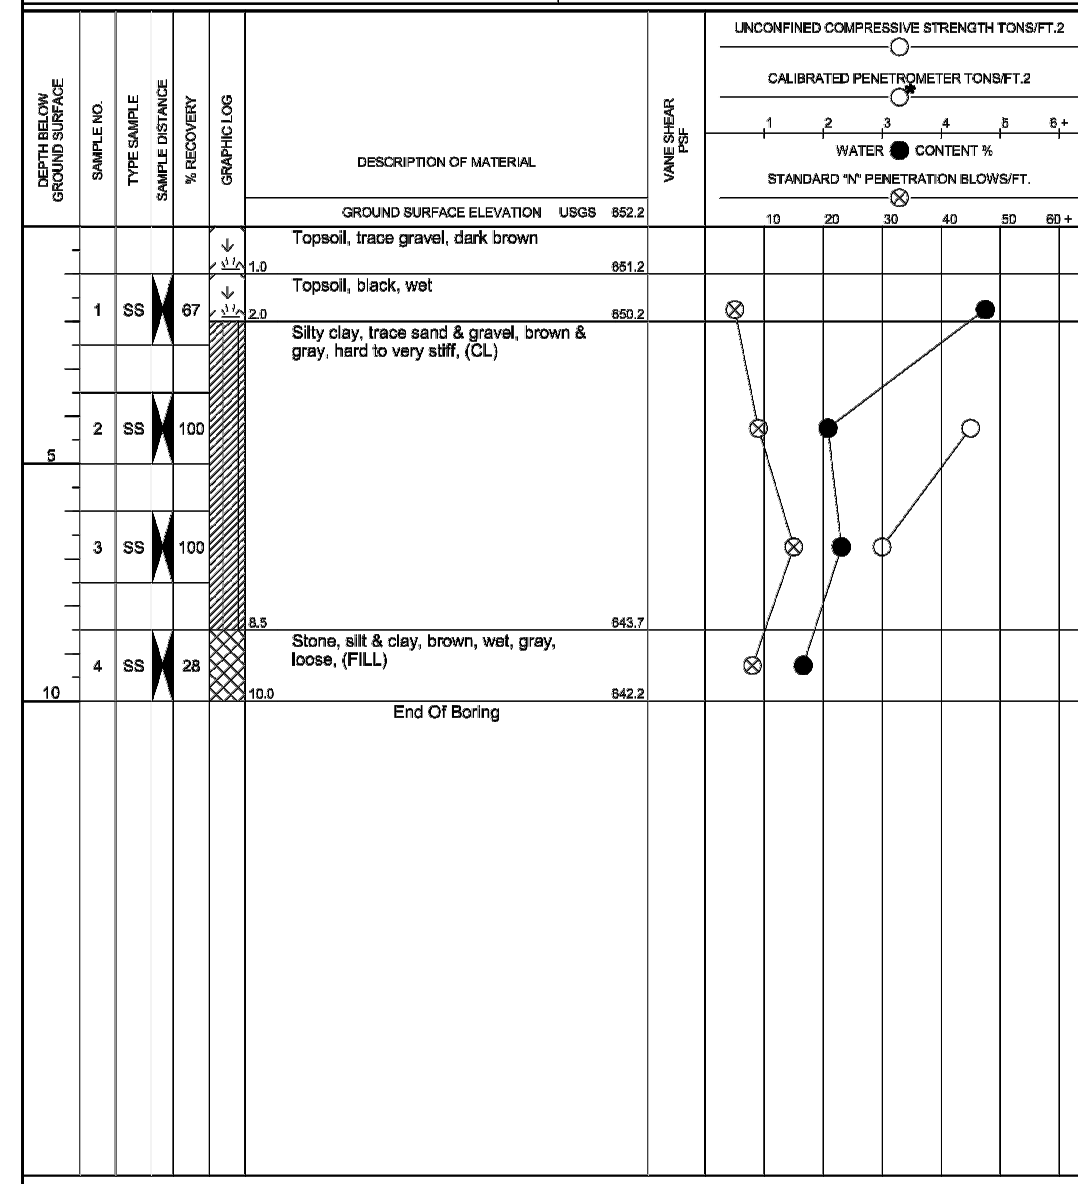 DEPTH BELOW
GROUND SURFACE
SAMPLE NO.
TYPE SAMPLE
SAMPLE DISTANCE
% RECOVERY
GRAPHIC LOG
DESCRIPTION OF MATERIAL
GROUND SURFACE ELEVATION USGS 652.2
VANE SHEAR
PSF
UNCONFINED COMPRESSIVE STRENGTH TONS/FT.2
CALIBRATED PENETROMETER TONS/FT.2
*
1 2 3 4 5 6 +
WATER CONTENT %
STANDARD "N" PENETRATION BLOWS/FT.
10 20 30 40 50 60 +
Topsoil, trace gravel, dark brown
1.0 651.2
Topsoil, black, wet
1 SS 67
2.0 650.2
Silty clay, trace sand & gravel, brown &
gray, hard to very stiff, (CL)
2 SS 100
5
3 SS 100
8.5 643.7
Stone, silt & clay, brown, wet, gray,
loose, (FILL)
4 SS 28
10
10.0 642.2
End Of Boring